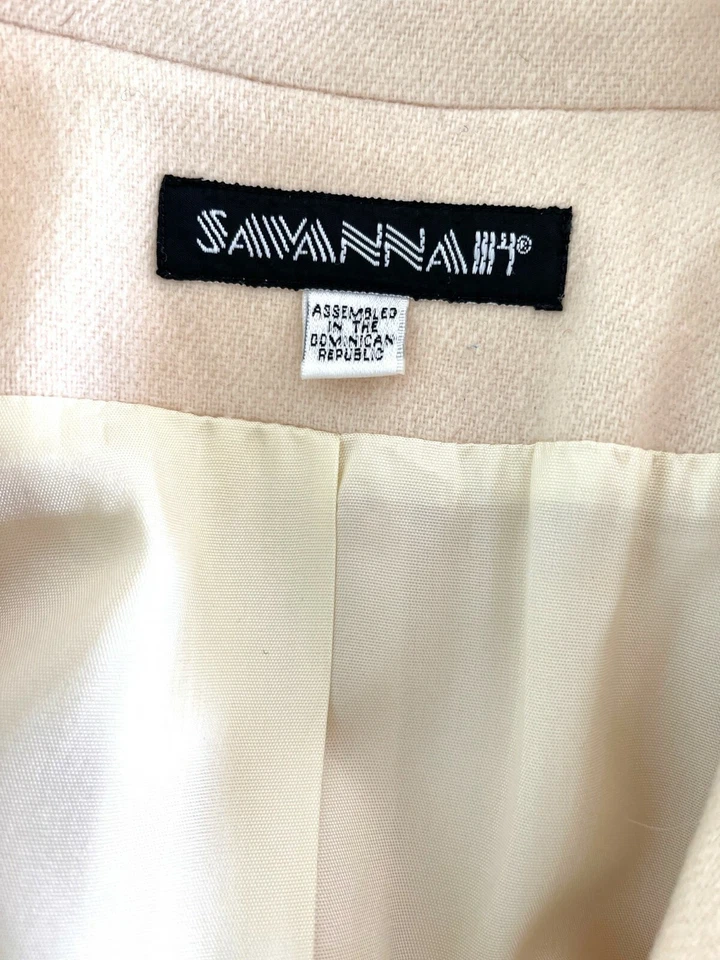 SAVANNAH®
ASSEMBLED
IN THE
DOMINICAN
REPUBLIC